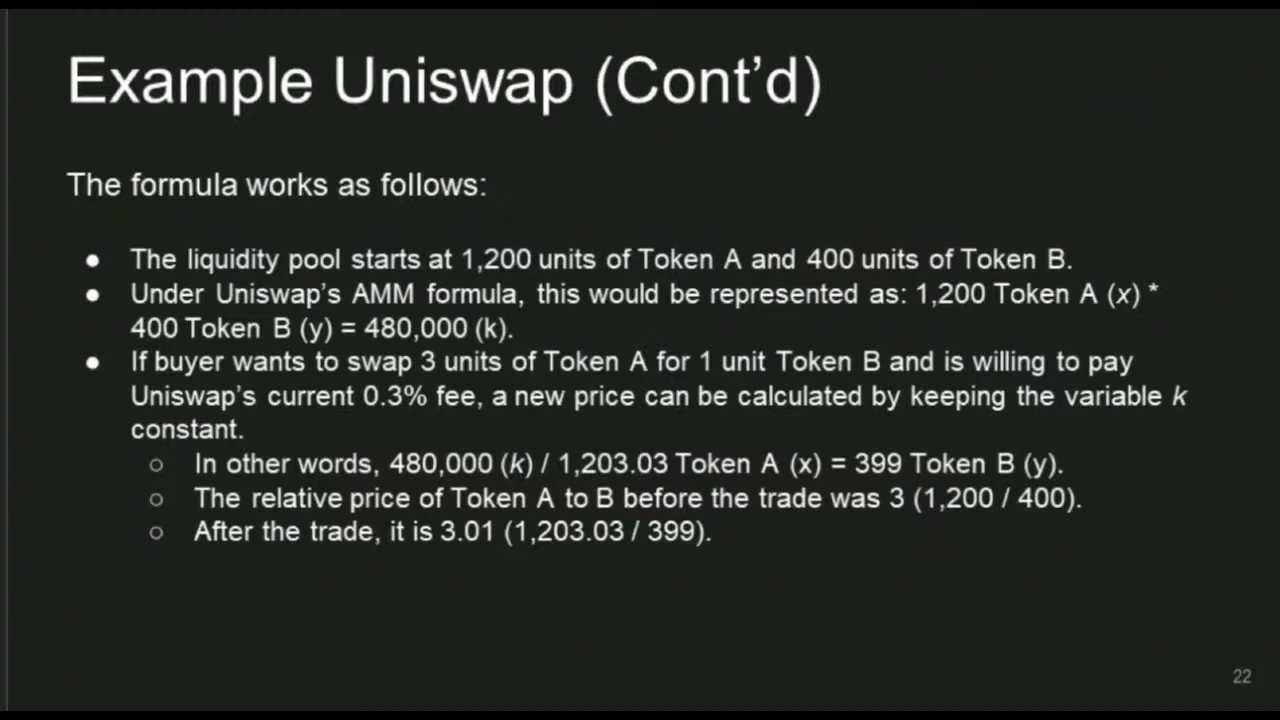 Example Uniswap (Cont’d)
The formula works as follows:
● The liquidity pool starts at 1,200 units of Token A and 400 units of Token B.
● Under Uniswap’s AMM formula, this would be represented as: 1,200 Token A (x) *
400 Token B (y) = 480,000 (k).
● If buyer wants to swap 3 units of Token A for 1 unit Token B and is willing to pay
Uniswap’s current 0.3% fee, a new price can be calculated by keeping the variable k
constant.
○ In other words, 480,000 (k) / 1,203.03 Token A (x) = 399 Token B (y).
○ The relative price of Token A to B before the trade was 3 (1,200 / 400).
○ After the trade, it is 3.01 (1,203.03 / 399).
22